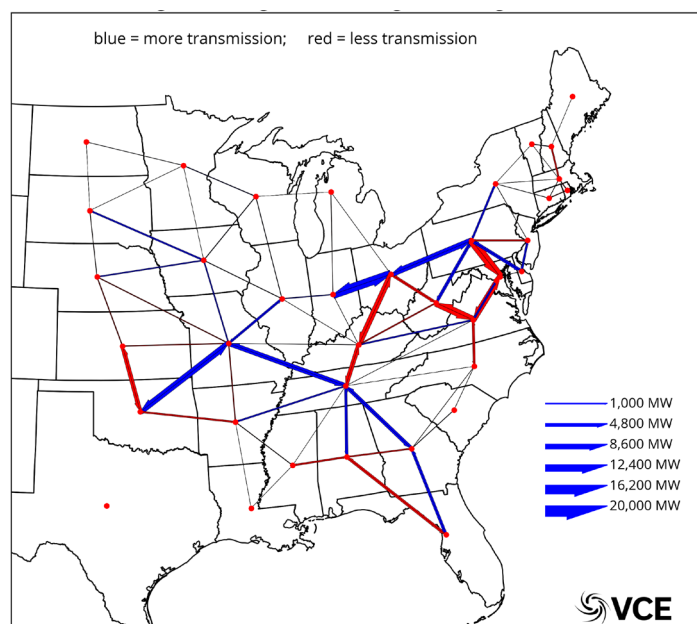 blue = more transmission;     red = less transmission
1,000 MW
4,800 MW
8,600 MW
12,400 MW
16,200 MW
20,000 MW
VCE